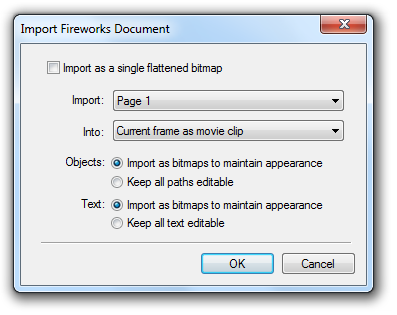 Import Fireworks Document
Import as a single flattened bitmap
Import: Page 1
Into: Current frame as movie clip
Objects: Import as bitmaps to maintain appearance
Keep all paths editable
Text: Import as bitmaps to maintain appearance
Keep all text editable
OK Cancel